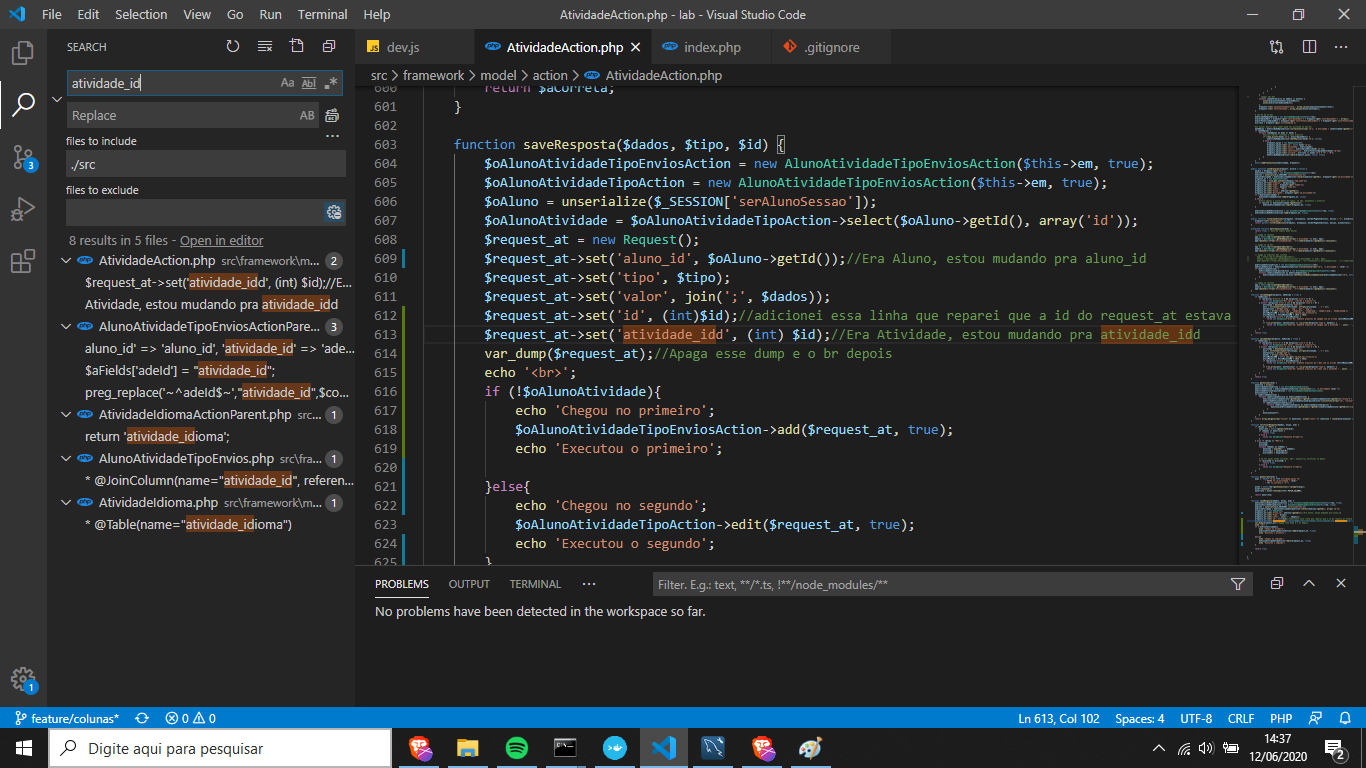 File Edit Selection View Go Run Terminal Help
AtividadeAction.php - lab - Visual Studio Code
SEARCH
atividade_id
Aa Abl .*
Replace
AB
files to include
./src
files to exclude
8 results in 5 files - Open in editor
AtividadeAction.php src\framework\m... 2
$request_at->set('atividade_idd', (int) $id);//E...
Atividade, estou mudando pra atividade_idd
AlunoAtividadeTipoEnviosActionPare... 3
aluno_id' => 'aluno_id', 'atividade_id' => 'ade...
$aFields['adeId'] = "atividade_id";
preg_replace('~^adeId$~',"atividade_id",$co...
AtividadeIdiomaActionParent.php src... 1
return 'atividade_idioma';
AlunoAtividadeTipoEnvios.php src\fra... 1
* @JoinColumn(name="atividade_id", referen...
AtividadeIdioma.php src\framework\m... 1
* @Table(name="atividade_idioma")
dev.js
AtividadeAction.php
index.php
.gitignore
src > framework > model > action > AtividadeAction.php
600 return $aCorreta;
601 }
602
603 function saveResposta($dados, $tipo, $id) {
604 $oAlunoAtividadeTipoEnviosAction = new AlunoAtividadeTipoEnviosAction($this->em, true);
605 $oAlunoAtividadeTipoAction = new AlunoAtividadeTipoEnviosAction($this->em, true);
606 $oAluno = unserialize($_SESSION['serAlunoSessao']);
607 $oAlunoAtividade = $oAlunoAtividadeTipoAction->select($oAluno->getId(), array('id'));
608 $request_at = new Request();
609 $request_at->set('aluno_id', $oAluno->getId());//Era Aluno, estou mudando pra aluno_id
610 $request_at->set('tipo', $tipo);
611 $request_at->set('valor', join(';', $dados));
612 $request_at->set('id', (int)$id);//adicionei essa linha que reparei que a id do request_at estava
613 $request_at->set('atividade_idd', (int) $id);//Era Atividade, estou mudando pra atividade_idd
614 var_dump($request_at);//Apaga esse dump e o br depois
615 echo '<br>';
616 if (!$oAlunoAtividade){
617 echo 'Chegou no primeiro';
618 $oAlunoAtividadeTipoEnviosAction->add($request_at, true);
619 echo 'Executou o primeiro';
620
621 }else{
622 echo 'Chegou no segundo';
623 $oAlunoAtividadeTipoAction->edit($request_at, true);
624 echo 'Executou o segundo';
625 }
PROBLEMS OUTPUT TERMINAL ...
Filter. E.g.: text, **/*.ts, !**/node_modules/**
No problems have been detected in the workspace so far.
3
1
feature/colunas* 0 0
Ln 613, Col 102 Spaces: 4 UTF-8 CRLF PHP
Digite aqui para pesquisar
14:37
12/06/2020
2